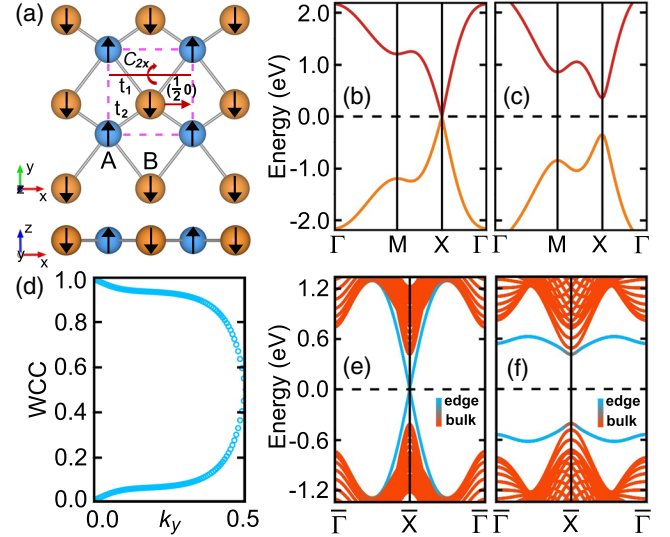 (a)
C2x
t1
(1/2 0)
t2
A B
y
z x
z
y x
(b)
Energy (eV)
2.0
1.0
0.0
-1.0
-2.0
Γ M X Γ
(c)
Γ M X Γ
(d)
WCC
1.0
0.8
0.6
0.4
0.2
0.0
0.0 ky 0.5
(e)
Energy (eV)
1.2
0.6
0.0
-0.6
-1.2
edge
bulk
Γ̅ X̅ Γ̅
(f)
edge
bulk
Γ̅ X̅ Γ̅